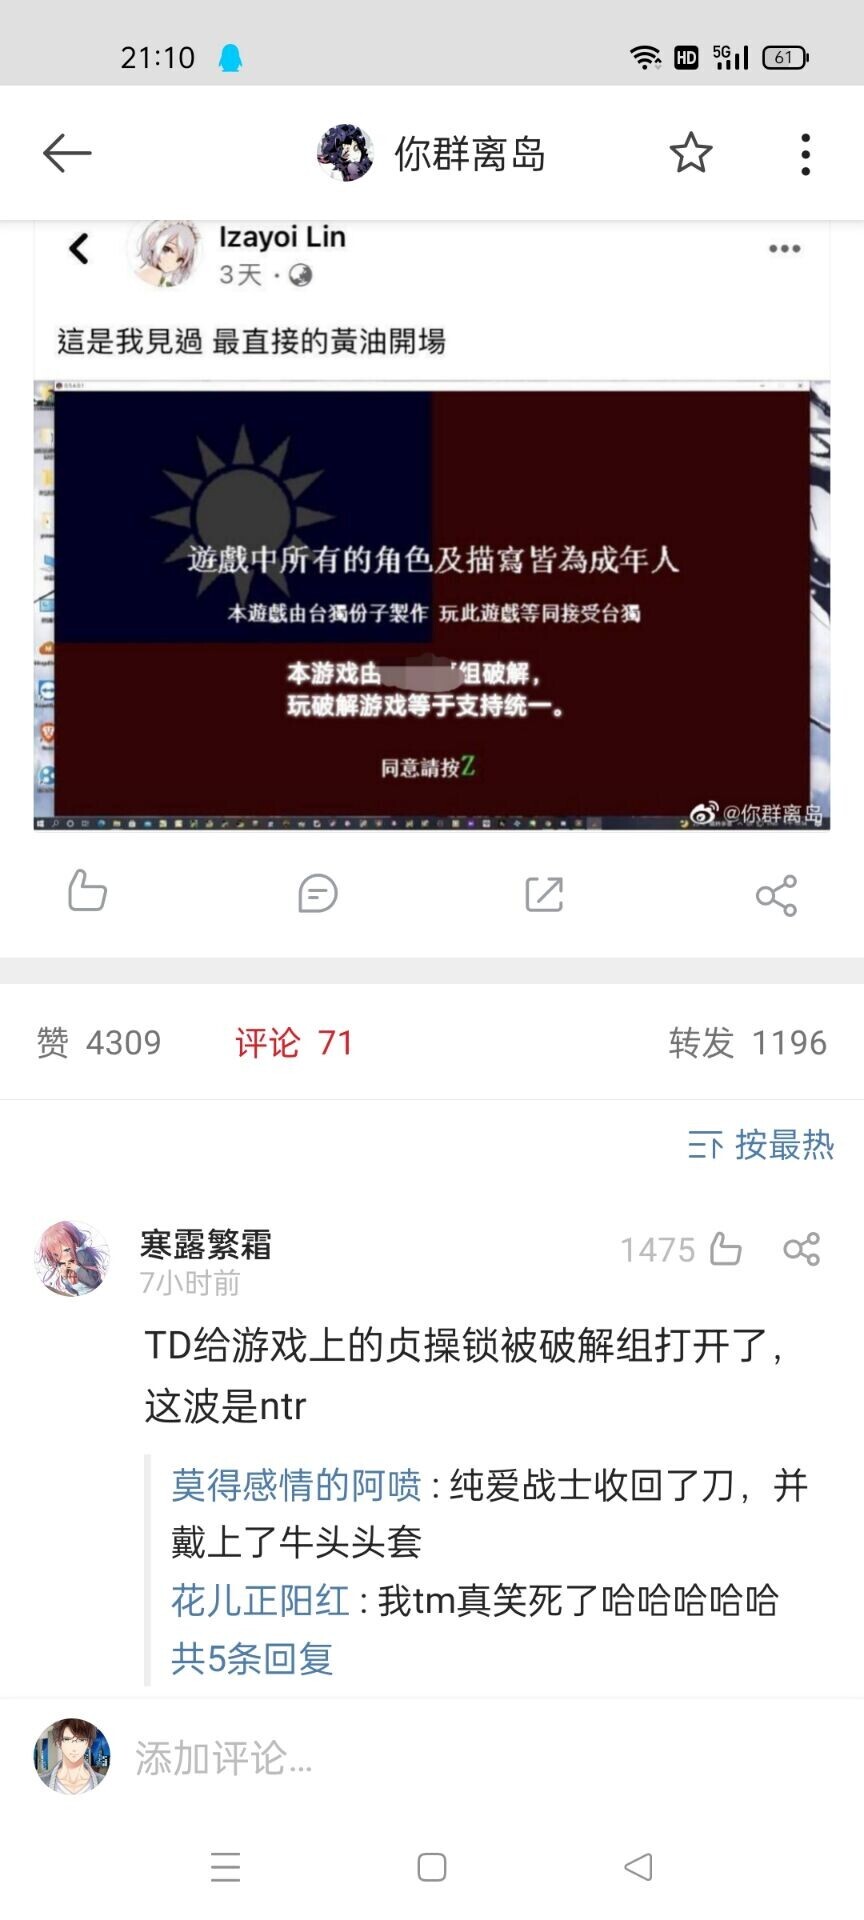 21:10
HD 5G 61
你群离岛
Izayoi Lin
3天
這是我見過 最直接的黃油開場
遊戲中所有的角色及描寫皆為成年人
本遊戲由台獨份子製作 玩此遊戲等同接受台獨
本游戏由 组破解，
玩破解游戏等于支持统一。
同意請按Z
@你群离岛
赞 4309 评论 71 转发 1196
按最热
寒露繁霜
1475
7小时前
TD给游戏上的贞操锁被破解组打开了，
这波是ntr
莫得感情的阿喷：纯爱战士收回了刀，并
戴上了牛头头套
花儿正阳红：我tm真笑死了哈哈哈哈哈
共5条回复
添加评论...